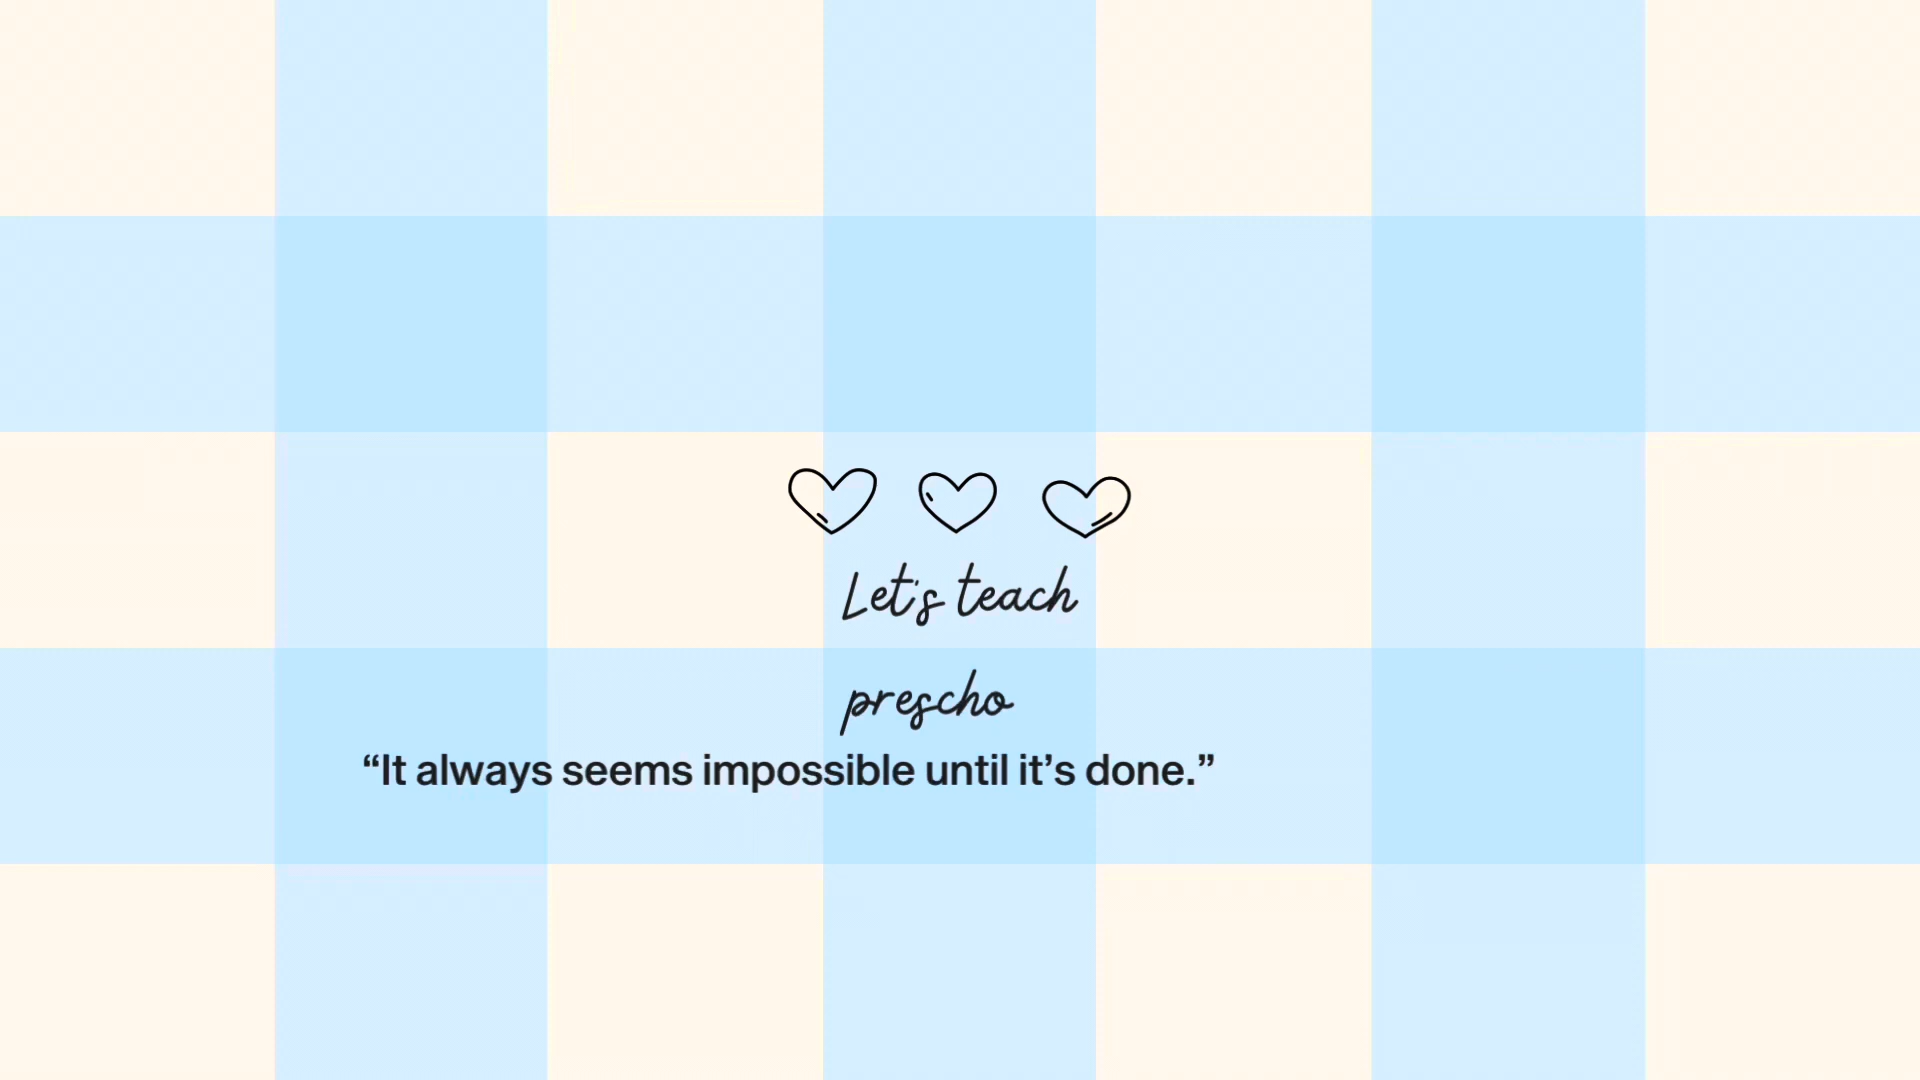 Let's teach
prescho
“It always seems impossible until it’s done.”